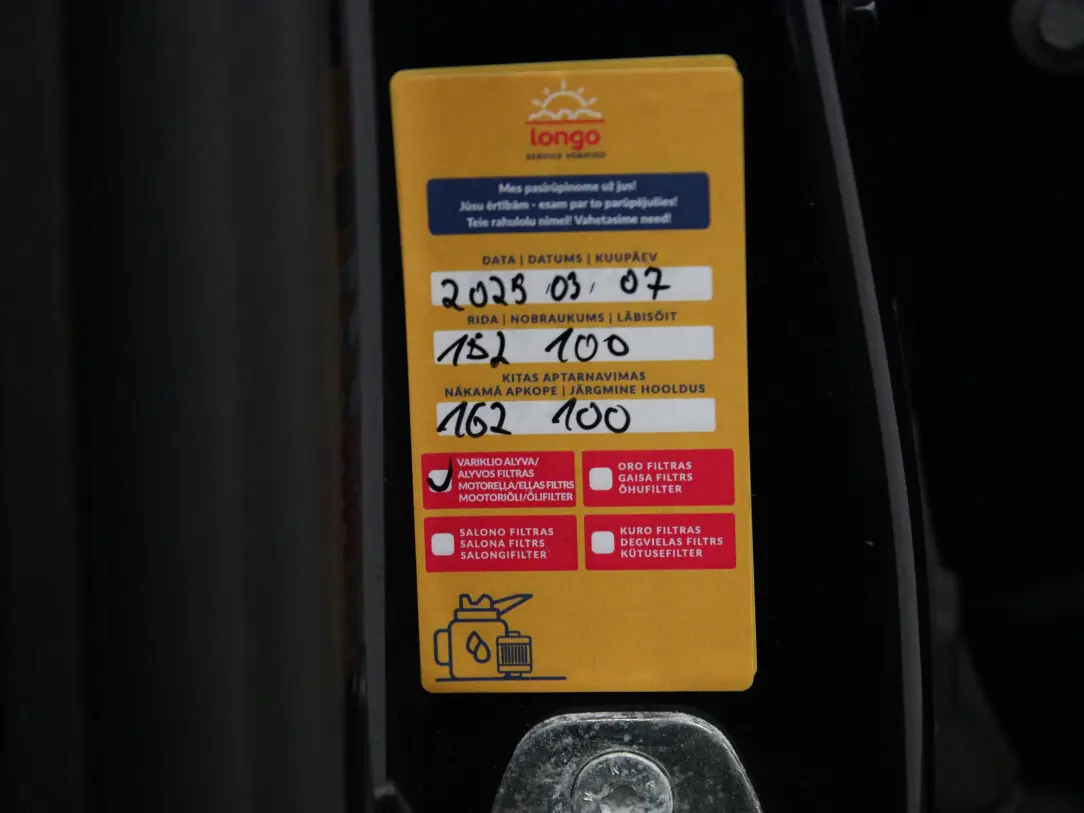 longo
SERVICE VERIFIED
Mes pasirūpinome už jus!
Jūsu ērtībām - esam par to parūpējušies!
Teie rahulolu nimel! Vahetasime need!
DATA | DATUMS | KUUPÄEV
2025 03. 07
RIDA | NOBRAUKUMS | LÄBISÕIT
152 100
KITAS APTARNAVIMAS
NĀKAMĀ APKOPE | JÄRGMINE HOOLDUS
162 100
VARIKLIO ALYVA/
ALYVOS FILTRAS
MOTOREĻĻA/EĻĻAS FILTRS
MOOTORIÕLI/ÕLIFILTER
ORO FILTRAS
GAISA FILTRS
ÕHUFILTER
SALONO FILTRAS
SALONA FILTRS
SALONGIFILTER
KURO FILTRAS
DEGVIELAS FILTRS
KÜTUSEFILTER